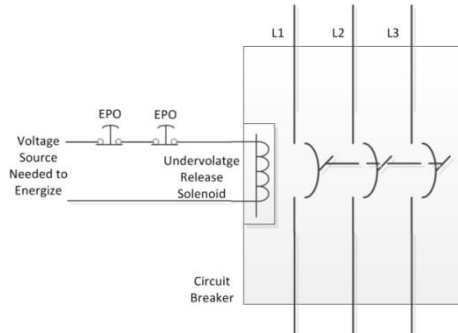 L1
L2
L3
EPO
EPO
Voltage
Source
Needed to
Energize
Undervolatge
Release
Solenoid
Circuit
Breaker